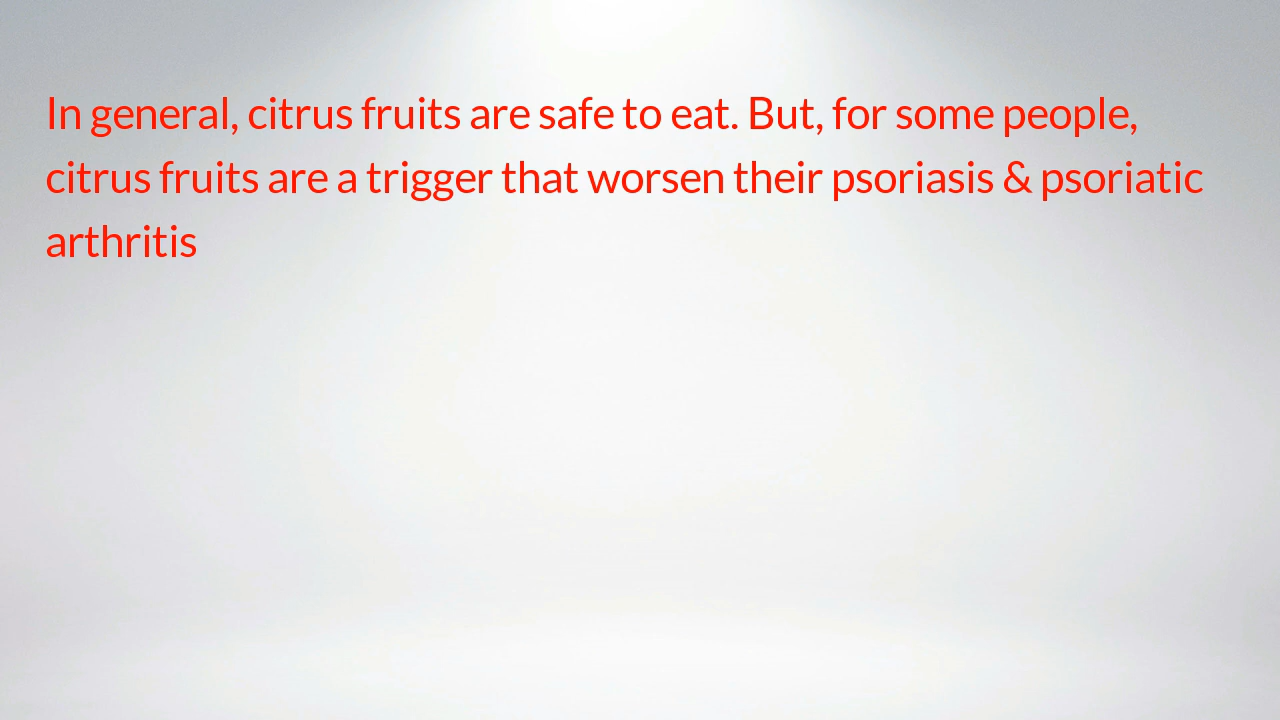 In general, citrus fruits are safe to eat. But, for some people,
citrus fruits are a trigger that worsen their psoriasis & psoriatic
arthritis